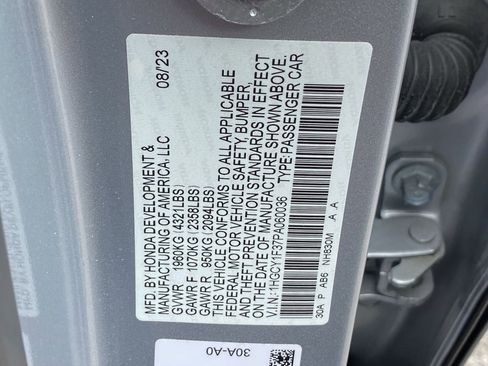 MFD. BY HONDA DEVELOPMENT & 08/23
MANUFACTURING OF AMERICA, LLC
GVWR 1960KG (4321LBS)
GAWR F 1070KG (2358LBS)
GAWR R 950KG (2094LBS)
THIS VEHICLE CONFORMS TO ALL APPLICABLE
FEDERAL MOTOR VEHICLE SAFETY BUMPER,
AND THEFT PREVENTION STANDARDS IN EFFECT
ON THE DATE OF MANUFACTURE SHOWN ABOVE.
V.I.N.: 1HGCY1F37PA060036 TYPE: PASSENGER CAR
30A P AB6 NH830M A A
30A-A0